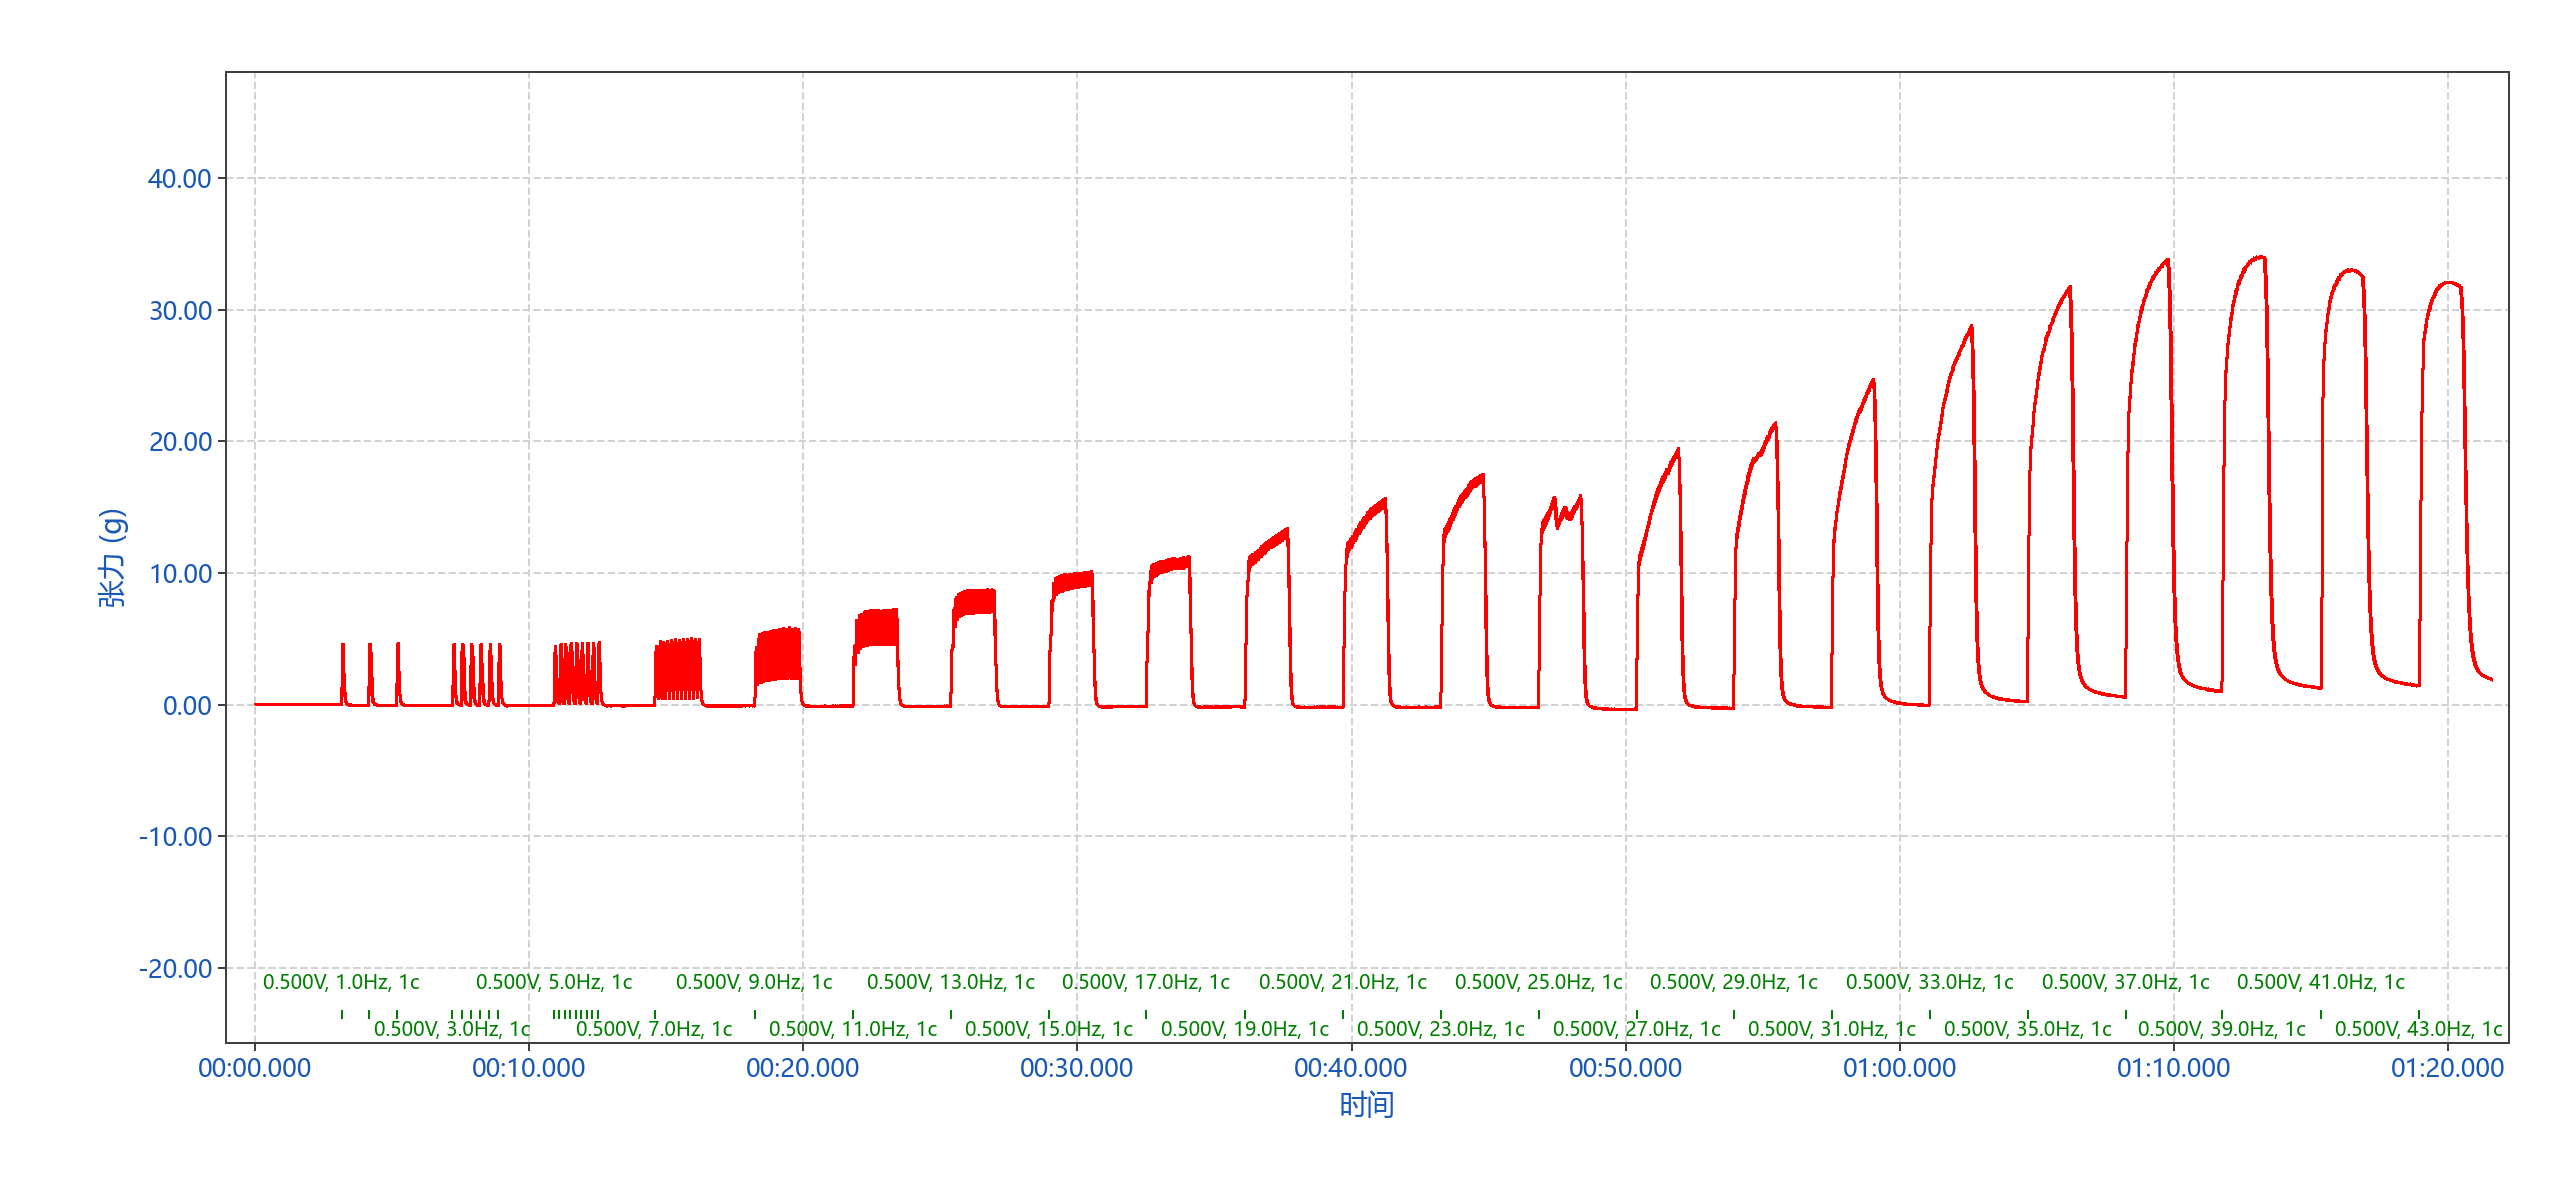 40.00
30.00
20.00
10.00
0.00
-10.00
-20.00
张力 (g)
0.500V, 1.0Hz, 1c
0.500V, 5.0Hz, 1c
0.500V, 9.0Hz, 1c
0.500V, 13.0Hz, 1c
0.500V, 17.0Hz, 1c
0.500V, 21.0Hz, 1c
0.500V, 25.0Hz, 1c
0.500V, 29.0Hz, 1c
0.500V, 33.0Hz, 1c
0.500V, 37.0Hz, 1c
0.500V, 41.0Hz, 1c
0.500V, 3.0Hz, 1c
0.500V, 7.0Hz, 1c
0.500V, 11.0Hz, 1c
0.500V, 15.0Hz, 1c
0.500V, 19.0Hz, 1c
0.500V, 23.0Hz, 1c
0.500V, 27.0Hz, 1c
0.500V, 31.0Hz, 1c
0.500V, 35.0Hz, 1c
0.500V, 39.0Hz, 1c
0.500V, 43.0Hz, 1c
00:00.000
00:10.000
00:20.000
00:30.000
00:40.000
00:50.000
01:00.000
01:10.000
01:20.000
时间